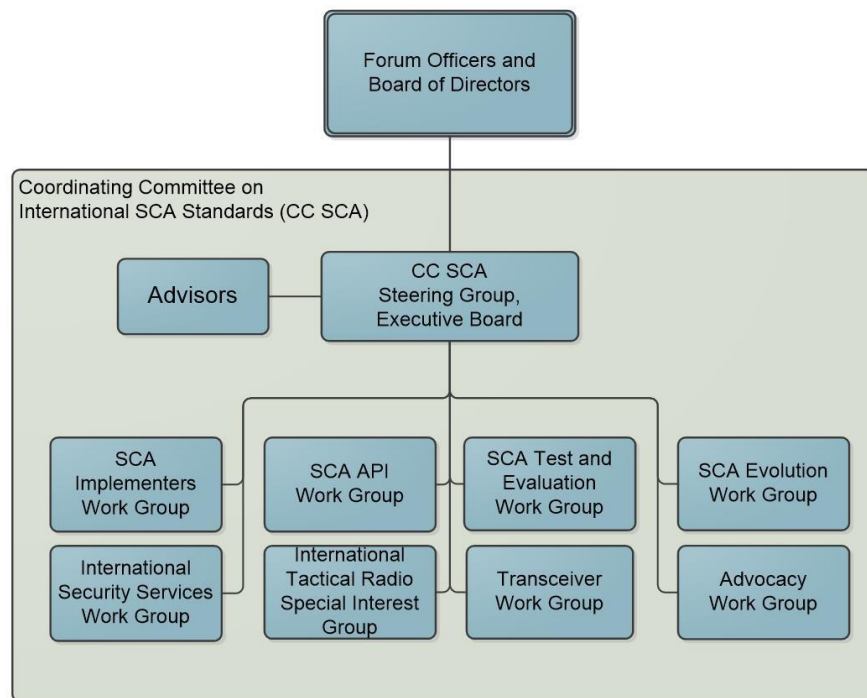 Forum Officers and
Board of Directors
Coordinating Committee on
International SCA Standards (CC SCA)
Advisors
CC SCA
Steering Group,
Executive Board
SCA
Implementers
Work Group
SCA API
Work Group
SCA Test and
Evaluation
Work Group
SCA Evolution
Work Group
International
Security Services
Work Group
International
Tactical Radio
Special Interest
Group
Transceiver
Work Group
Advocacy
Work Group